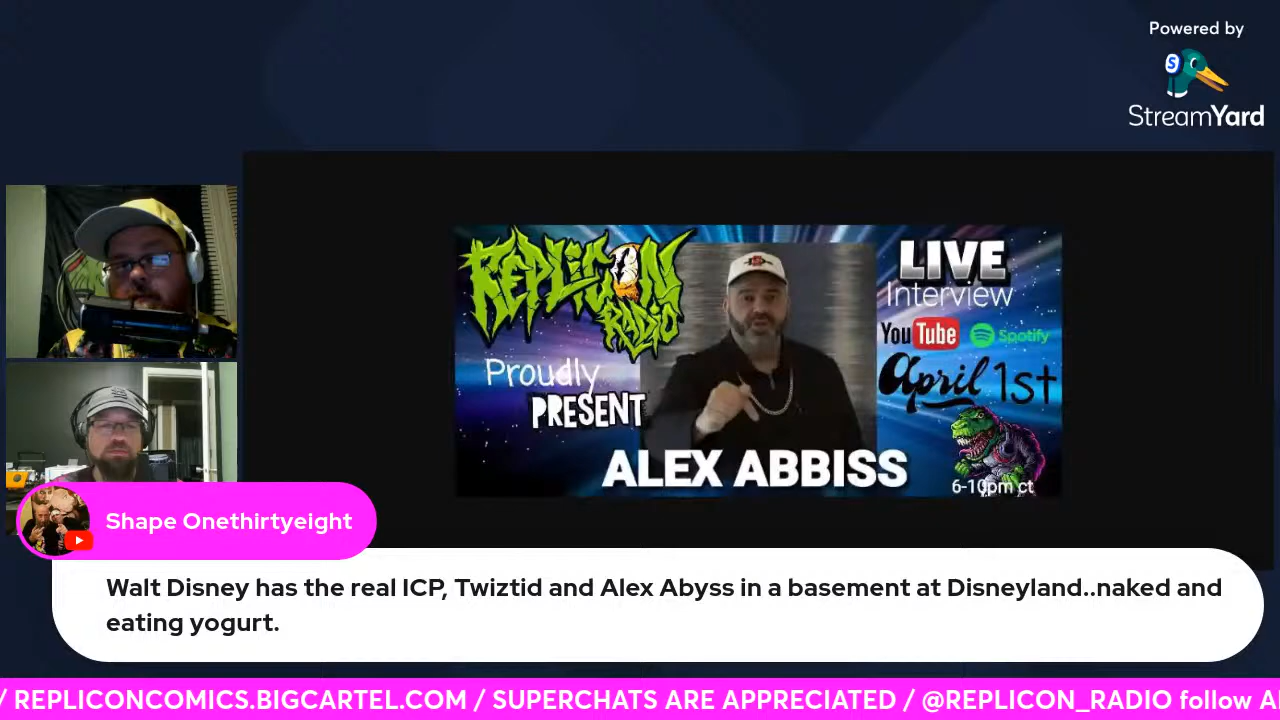 Powered by
StreamYard
REPLICON
RADIO
Proudly
PRESENT
LIVE
Interview
YouTube Spotify
April 1st
ALEX ABBISS
6-10pm ct
Shape Onethirtyeight
Walt Disney has the real ICP, Twiztid and Alex Abyss in a basement at Disneyland..naked and
eating yogurt.
/ REPLICONCOMICS.BIGCARTEL.COM / SUPERCHATS ARE APPRECIATED / @REPLICON_RADIO follow A